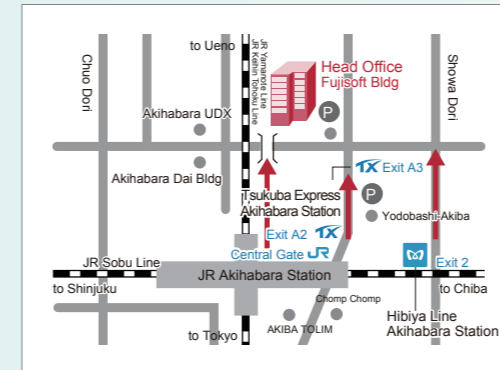 to Ueno
Chuo Dori
JR Yamanote Line
JR Keihin Tohoku Line
Head Office
Fujisoft Bldg
Showa Dori
Akihabara UDX
P
Akihabara Dai Bldg
TX Exit A3
Tsukuba Express
Akihabara Station
P
Yodobashi-Akiba
Exit A2 TX
Central Gate JR
JR Sobu Line
Exit 2
JR Akihabara Station
to Shinjuku
to Chiba
Chomp Chomp
Hibiya Line
Akihabara Station
AKIBA TOLIM
to Tokyo